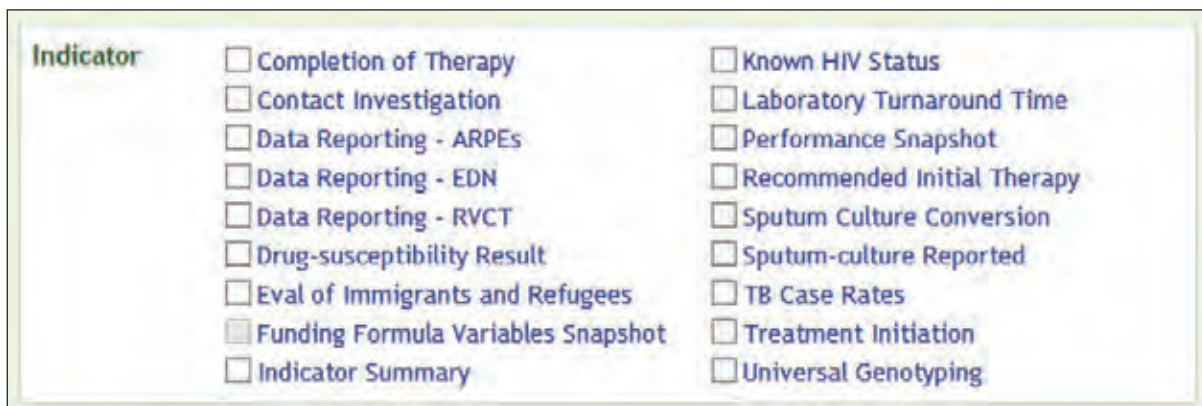 Indicator
Completion of Therapy
Contact Investigation
Data Reporting - ARPEs
Data Reporting - EDN
Data Reporting - RVCT
Drug-susceptibility Result
Eval of Immigrants and Refugees
Funding Formula Variables Snapshot
Indicator Summary
Known HIV Status
Laboratory Turnaround Time
Performance Snapshot
Recommended Initial Therapy
Sputum Culture Conversion
Sputum-culture Reported
TB Case Rates
Treatment Initiation
Universal Genotyping